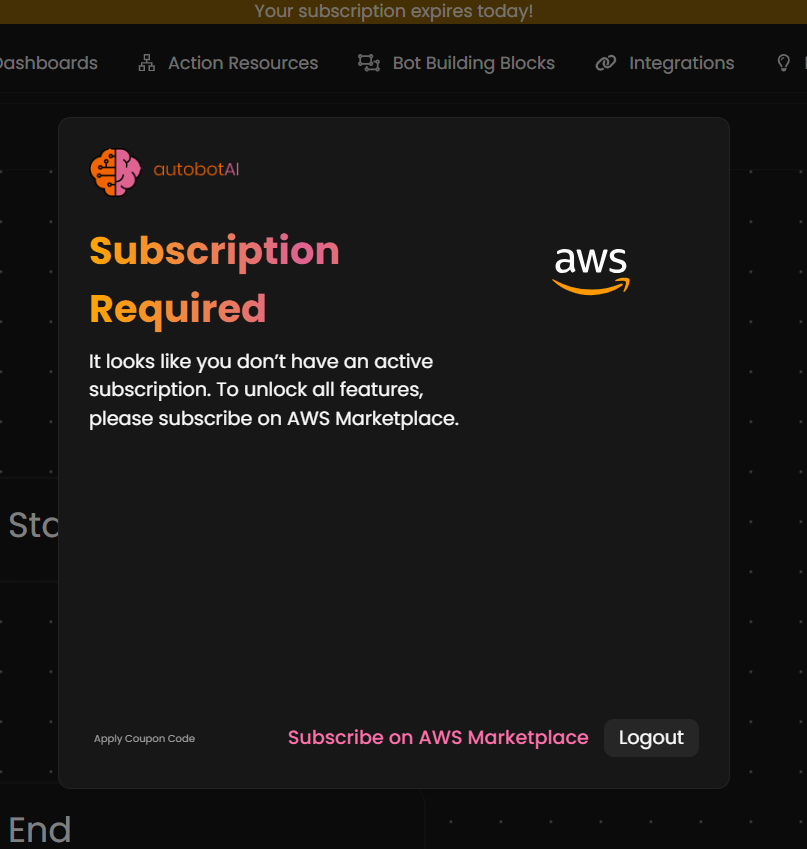 Your subscription expires today!
Dashboards Action Resources Bot Building Blocks Integrations
autobotAI
Subscription
Required
aws
It looks like you don’t have an active
subscription. To unlock all features,
please subscribe on AWS Marketplace.
Apply Coupon Code Subscribe on AWS Marketplace Logout
End